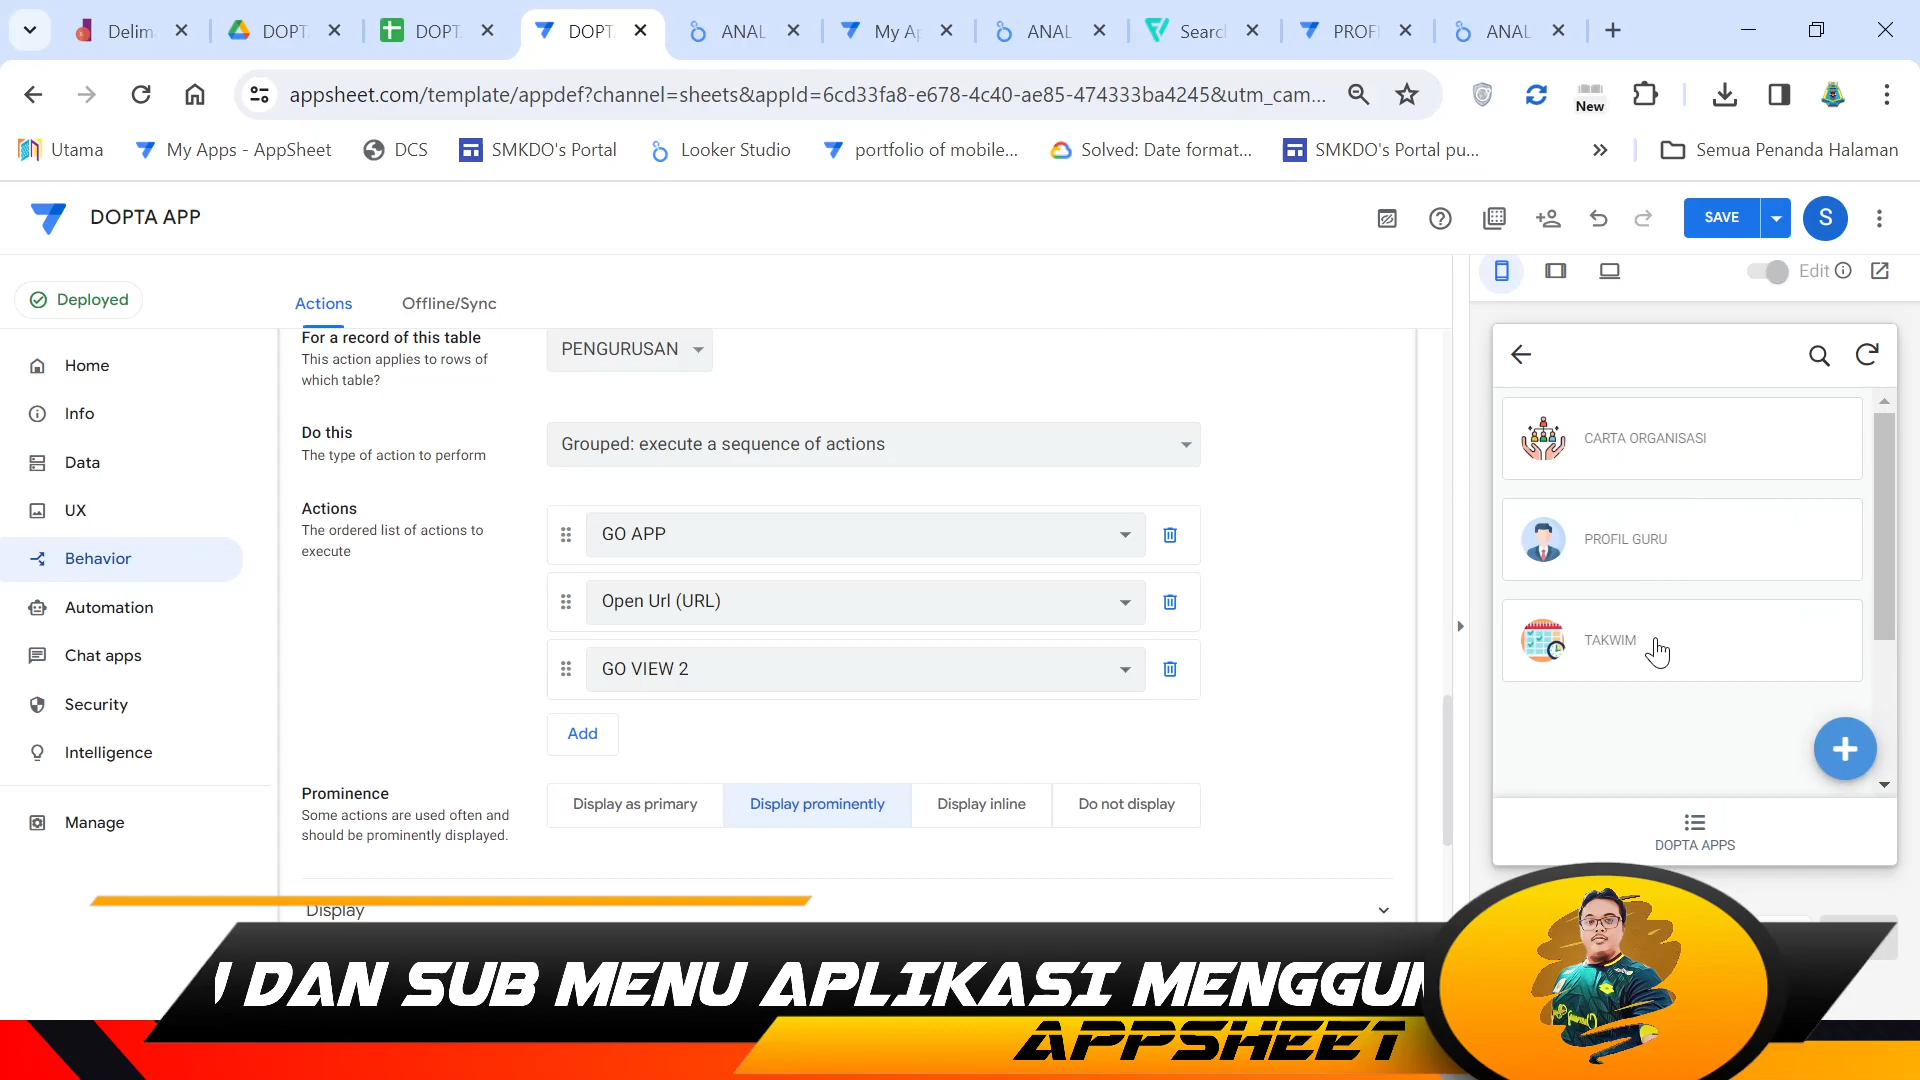 Delim
DOPT
DOPT
DOPT
ANAL
My Ap
ANAL
Search
PROFI
ANAL
appsheet.com/template/appdef?channel=sheets&appId=6cd33fa8-e678-4c40-ae85-474333ba4245&utm_cam...
New
Utama
My Apps - AppSheet
DCS
SMKDO's Portal
Looker Studio
portfolio of mobile...
Solved: Date format...
SMKDO's Portal pu...
Semua Penanda Halaman
DOPTA APP
SAVE
S
Deployed
Actions
Offline/Sync
Edit
Home
Info
Data
UX
Behavior
Automation
Chat apps
Security
Intelligence
Manage
For a record of this table
This action applies to rows of
which table?
PENGURUSAN
Do this
The type of action to perform
Grouped: execute a sequence of actions
Actions
The ordered list of actions to
execute
GO APP
Open Url (URL)
GO VIEW 2
Add
Prominence
Some actions are used often and
should be prominently displayed.
Display as primary
Display prominently
Display inline
Do not display
Display
CARTA ORGANISASI
PROFIL GURU
TAKWIM
DOPTA APPS
DAN SUB MENU APLIKASI MENGGUN
APPSHEET